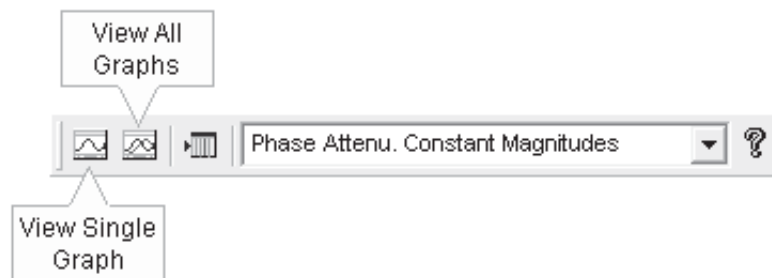 View All
Graphs
Phase Attenu. Constant Magnitudes
?
View Single
Graph